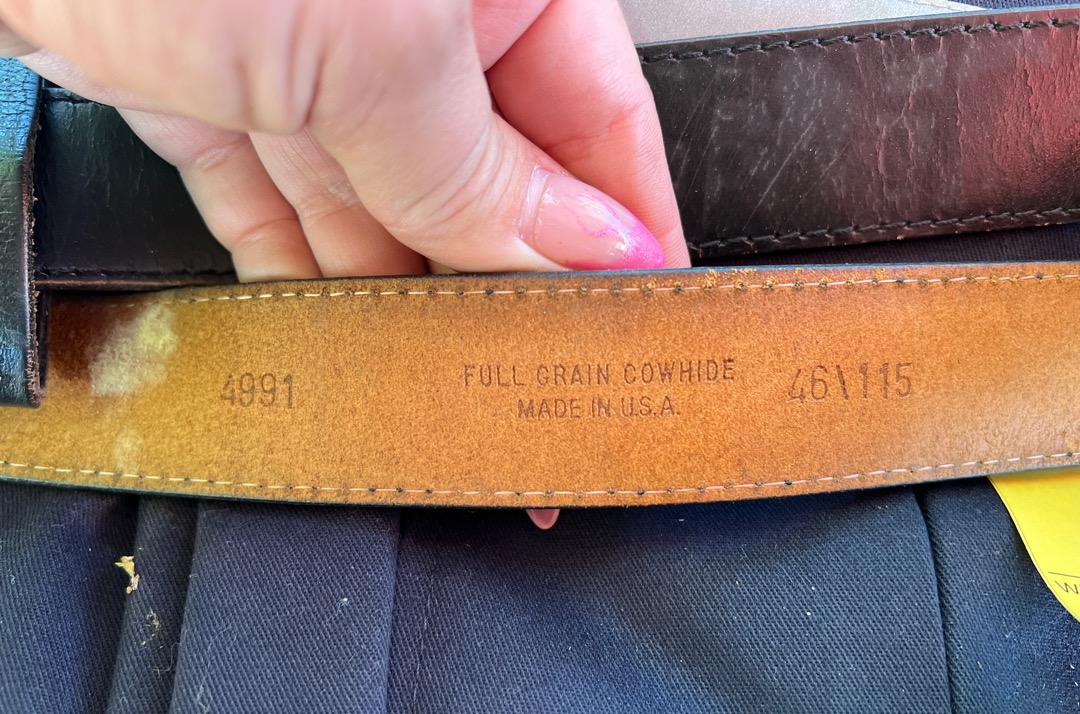 4991
FULL GRAIN COWHIDE
MADE IN U.S.A.
46\115